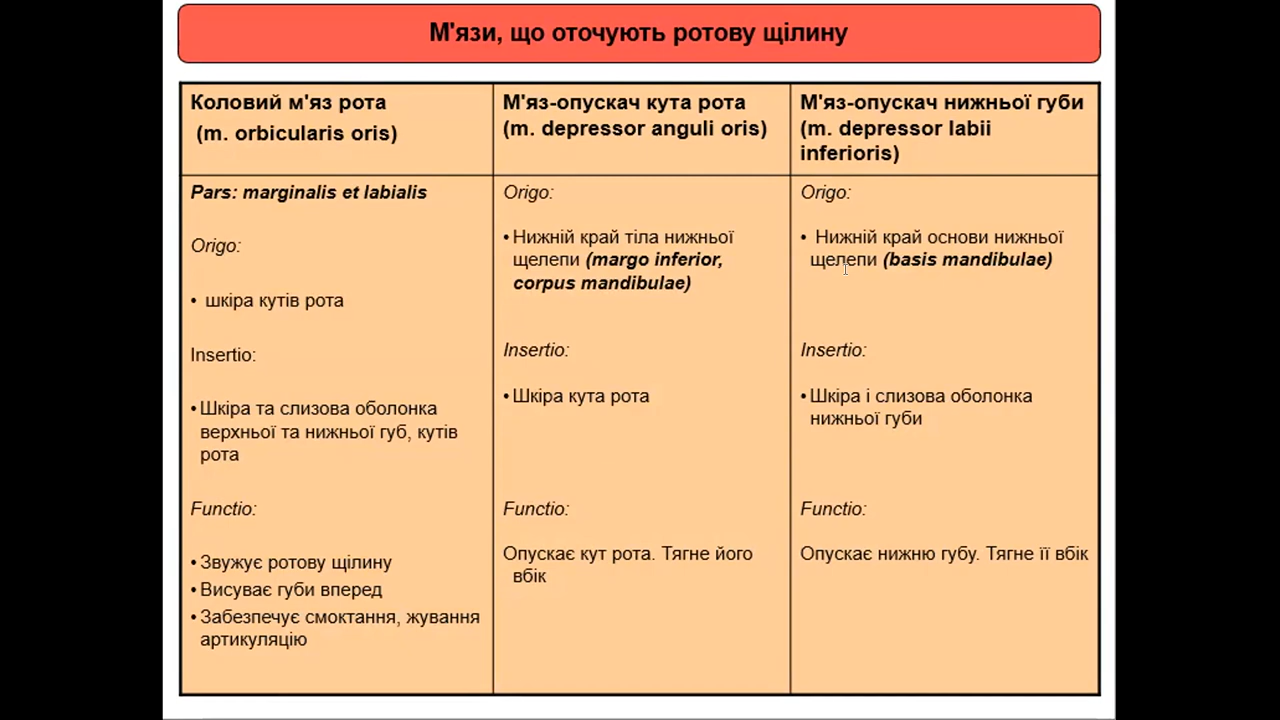 М'язи, що оточують ротову щілину
Коловий м'яз рота
(m. orbicularis oris)
М'яз-опускач кута рота
(m. depressor anguli oris)
М'яз-опускач нижньої губи
(m. depressor labii
inferioris)
Pars: marginalis et labialis
Origo:
• шкіра кутів рота
Insertio:
• Шкіра та слизова оболонка
верхньої та нижньої губ, кутів
рота
Functio:
• Звужує ротову щілину
• Висуває губи вперед
• Забезпечує смоктання, жування
артикуляцію
Origo:
• Нижній край тіла нижньої
щелепи (margo inferior,
corpus mandibulae)
Insertio:
• Шкіра кута рота
Functio:
Опускає кут рота. Тягне його
вбік
Origo:
• Нижній край основи нижньої
щелепи (basis mandibulae)
Insertio:
• Шкіра і слизова оболонка
нижньої губи
Functio:
Опускає нижню губу. Тягне її вбік